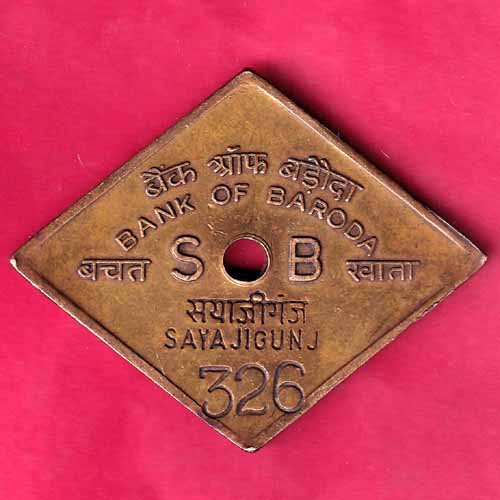 बैंक ऑफ बड़ौदा
BANK OF BARODA
बचत S B खाता
सयाजीगंज
SAYAJIGUNJ
326